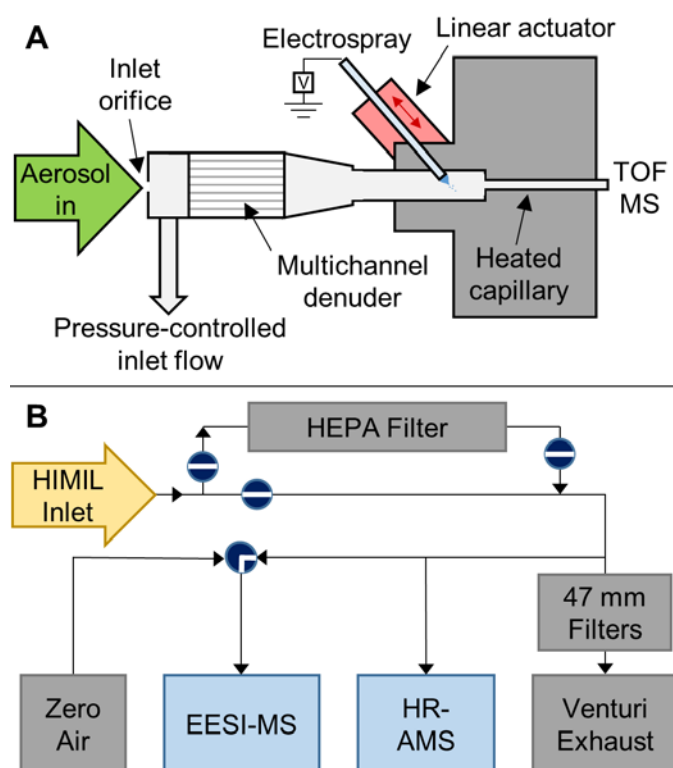 A
Electrospray
Linear actuator
Inlet
orifice
V
Aerosol
in
TOF
MS
Multichannel
denuder
Heated
capillary
Pressure-controlled
inlet flow
B
HEPA Filter
HIMIL
Inlet
47 mm
Filters
Zero
Air
EESI-MS
HR-
AMS
Venturi
Exhaust